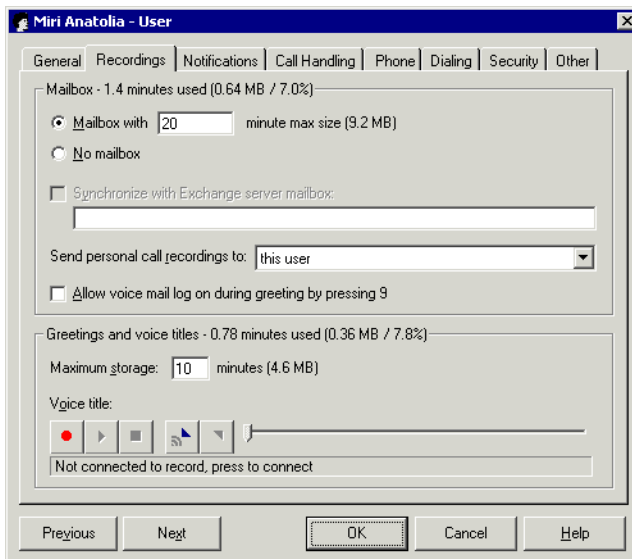 Miri Anatolia - User
General Recordings Notifications Call Handling Phone Dialing Security Other
Mailbox - 1.4 minutes used (0.64 MB / 7.0%)
Mailbox with 20 minute max size (9.2 MB)
No mailbox
Synchronize with Exchange server mailbox:
Send personal call recordings to: this user
Allow voice mail log on during greeting by pressing 9
Greetings and voice titles - 0.78 minutes used (0.36 MB / 7.8%)
Maximum storage: 10 minutes (4.6 MB)
Voice title:
Not connected to record, press to connect
Previous Next OK Cancel Help